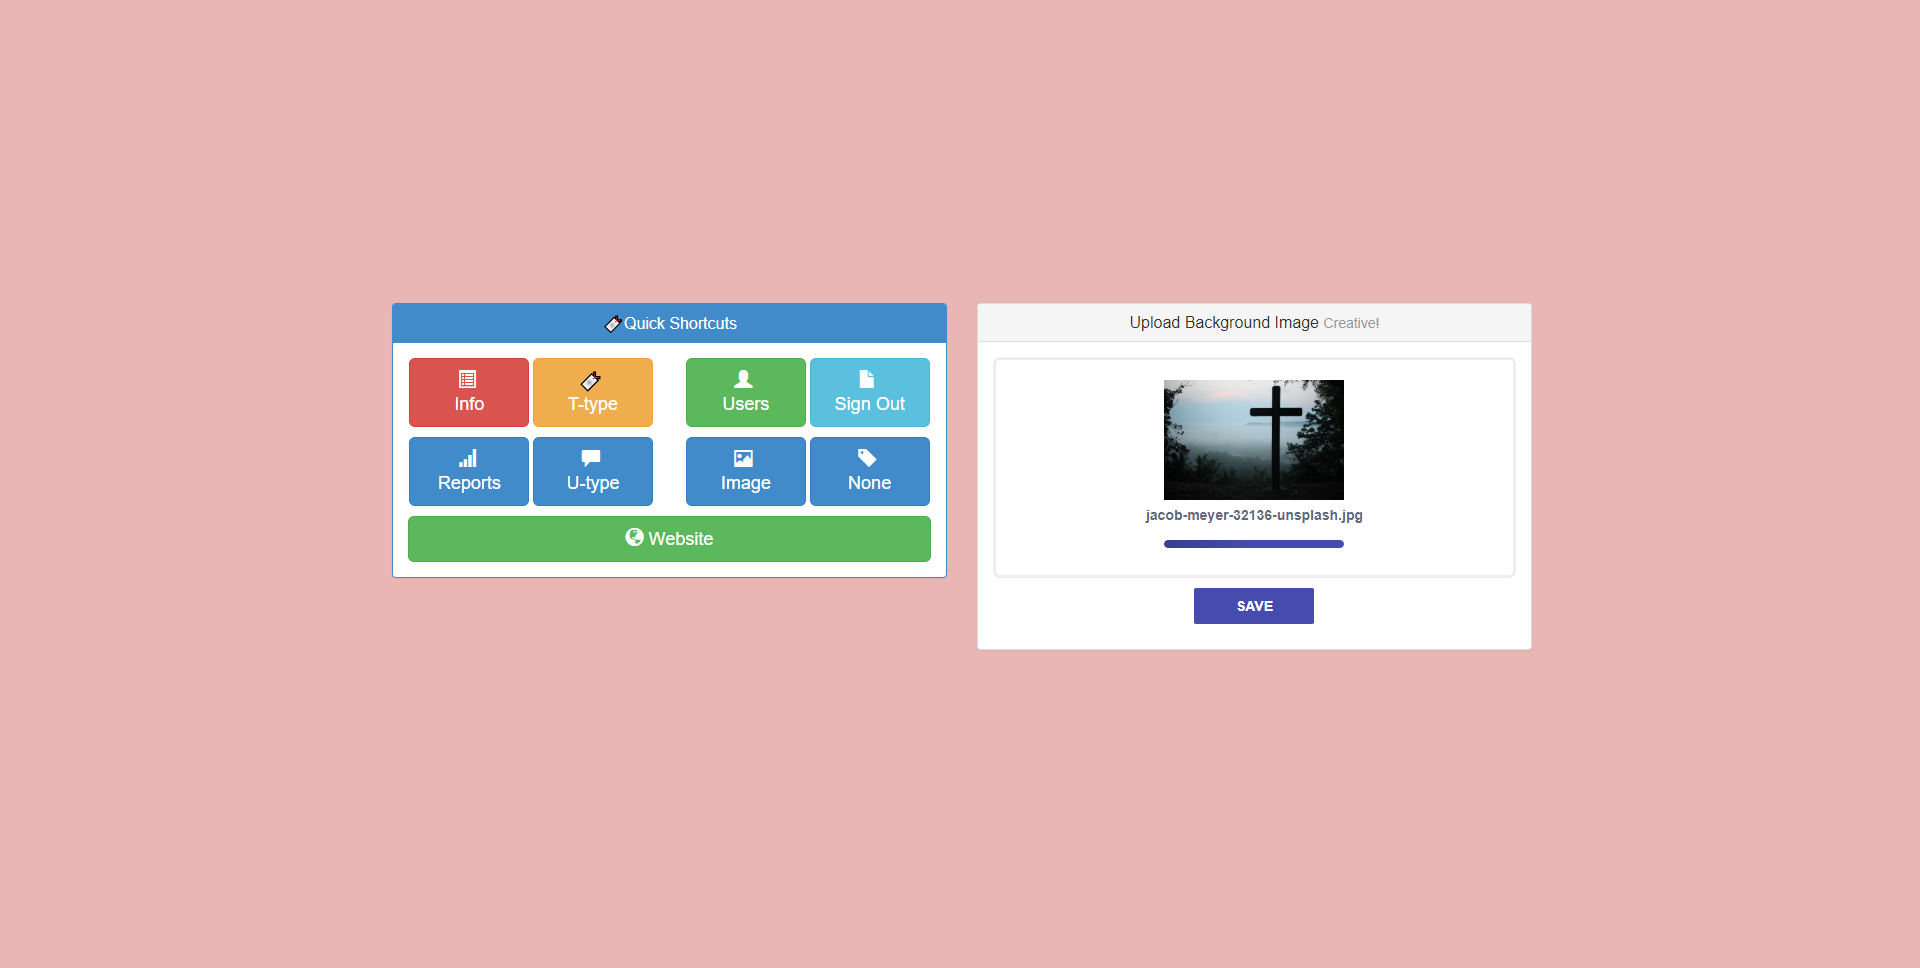 Quick Shortcuts
Info
T-type
Users
Sign Out
Reports
U-type
Image
None
Website
Upload Background Image Creative!
jacob-meyer-32136-unsplash.jpg
SAVE